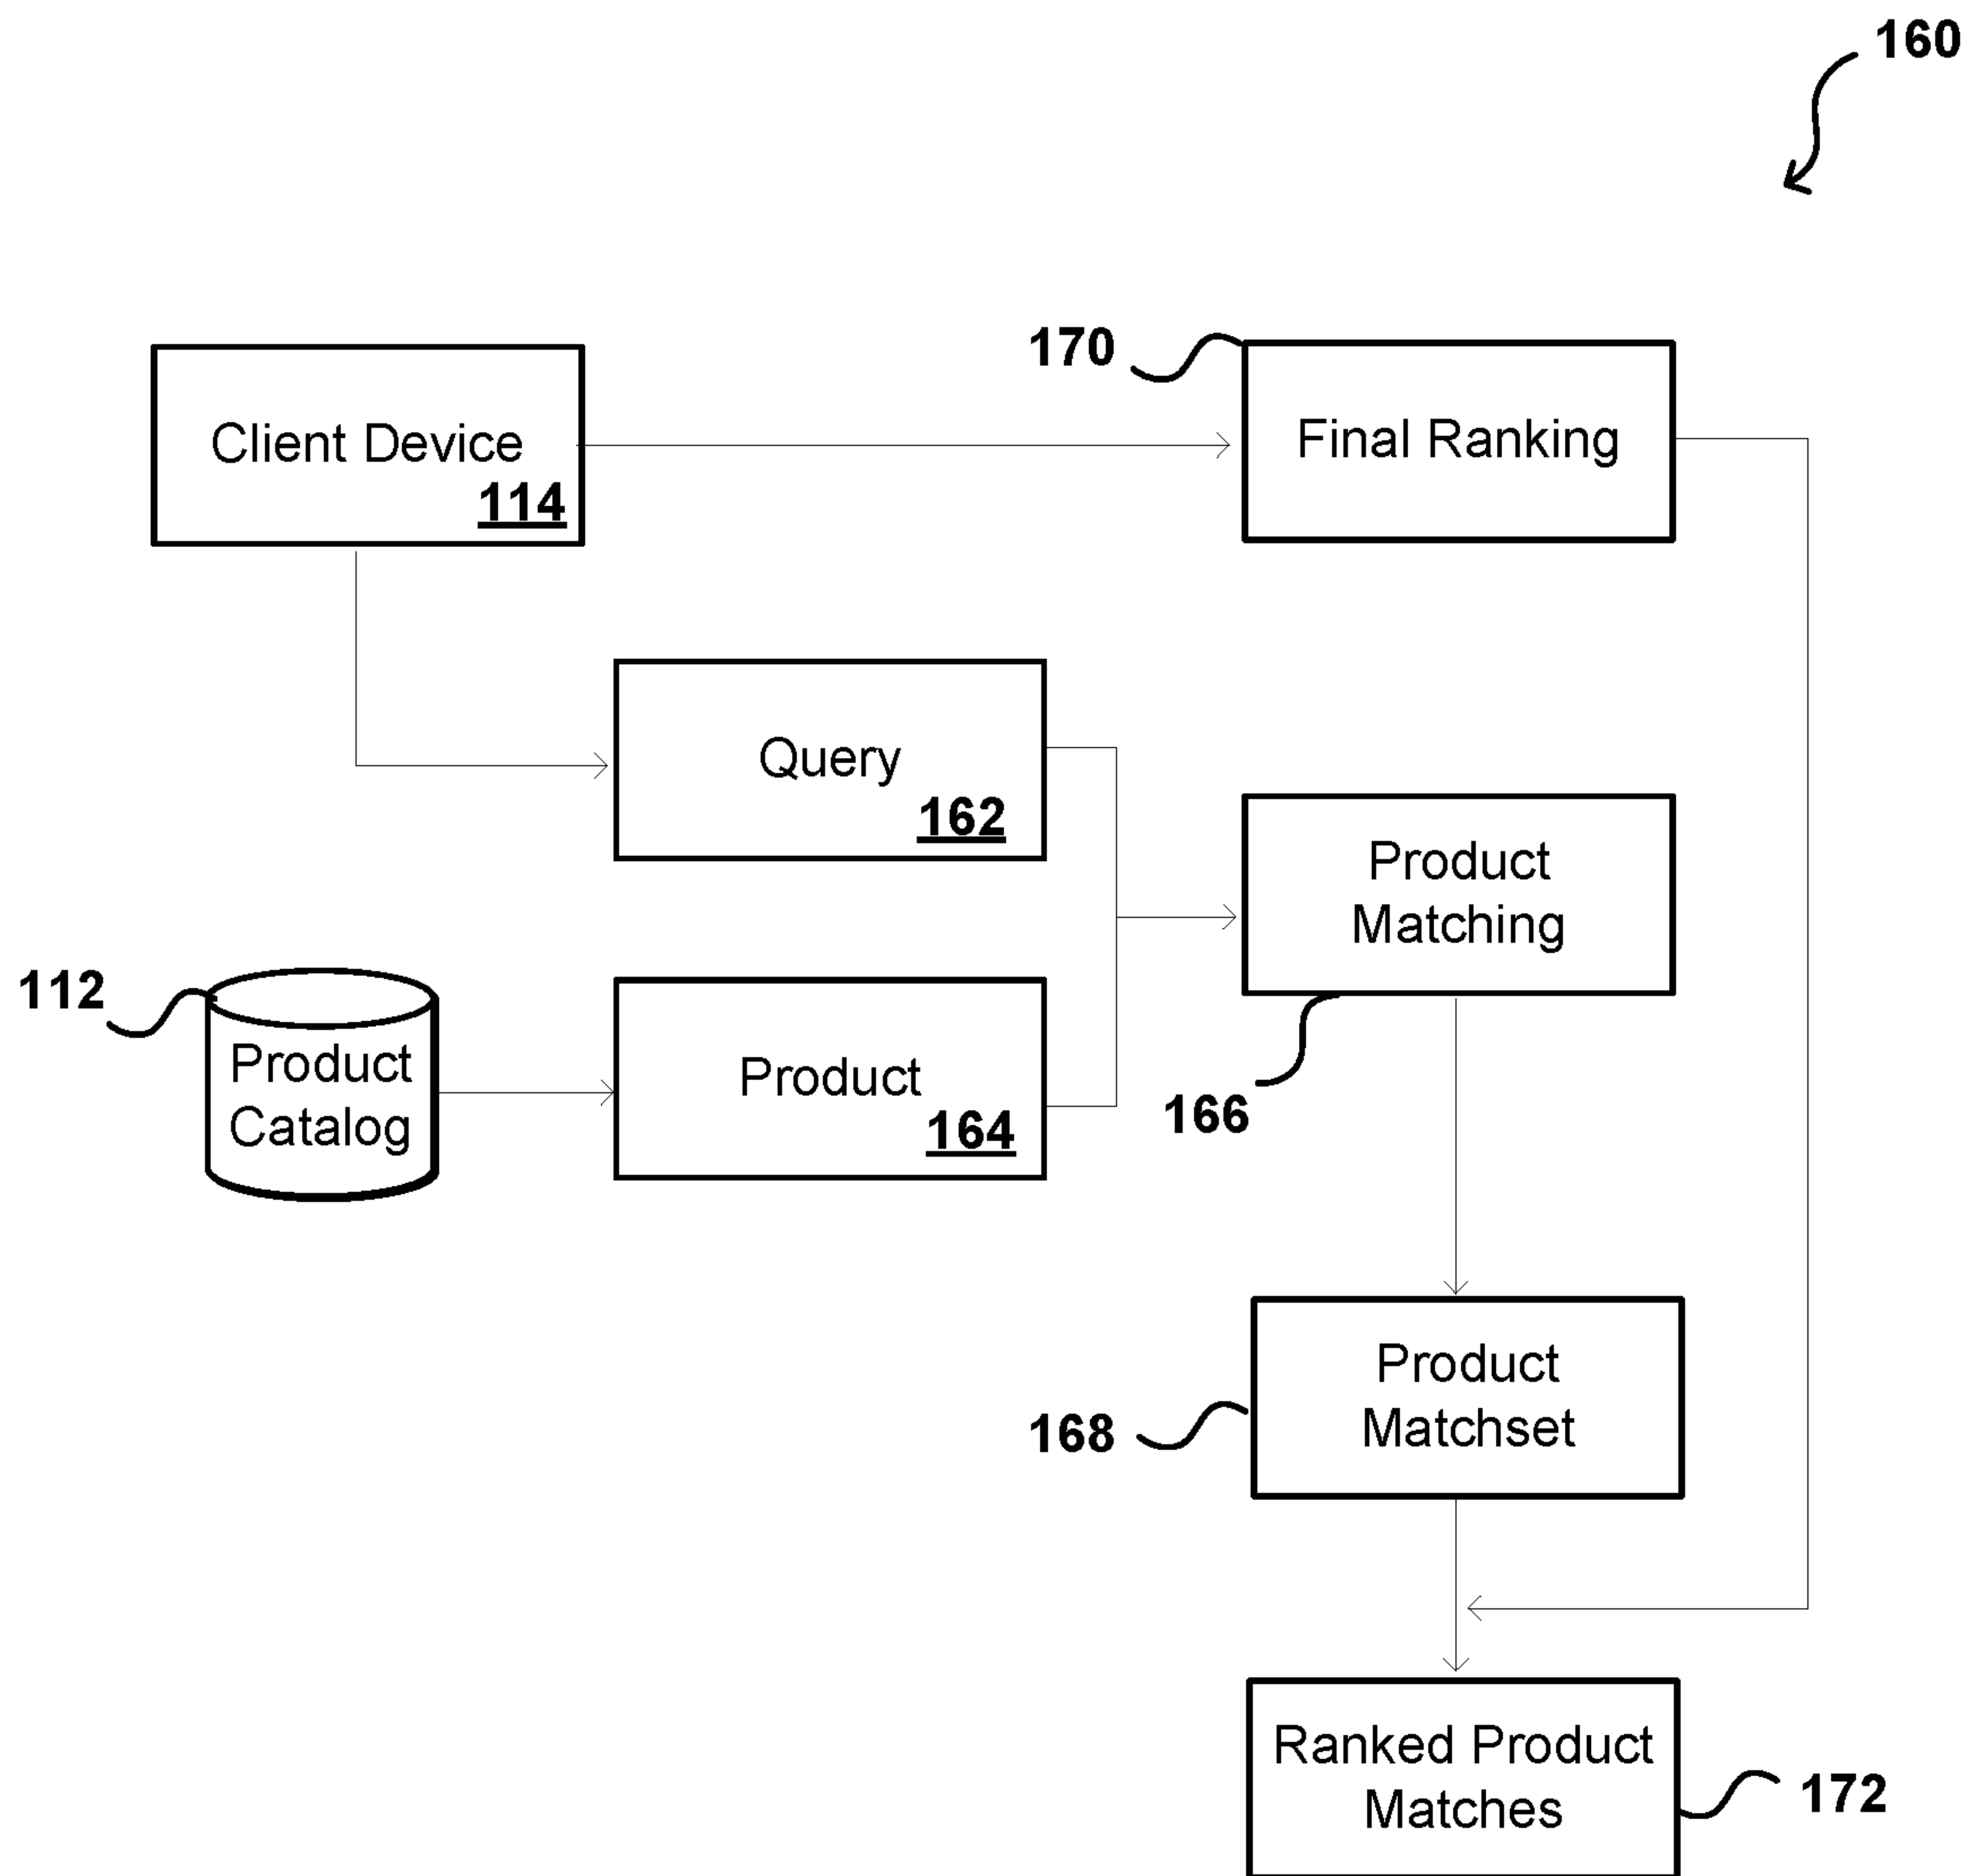 160
170
Client Device
114
Final Ranking
Query
162
Product
Matching
166
112
Product
Catalog
Product
164
Product
Matchset
168
Ranked Product
Matches
172